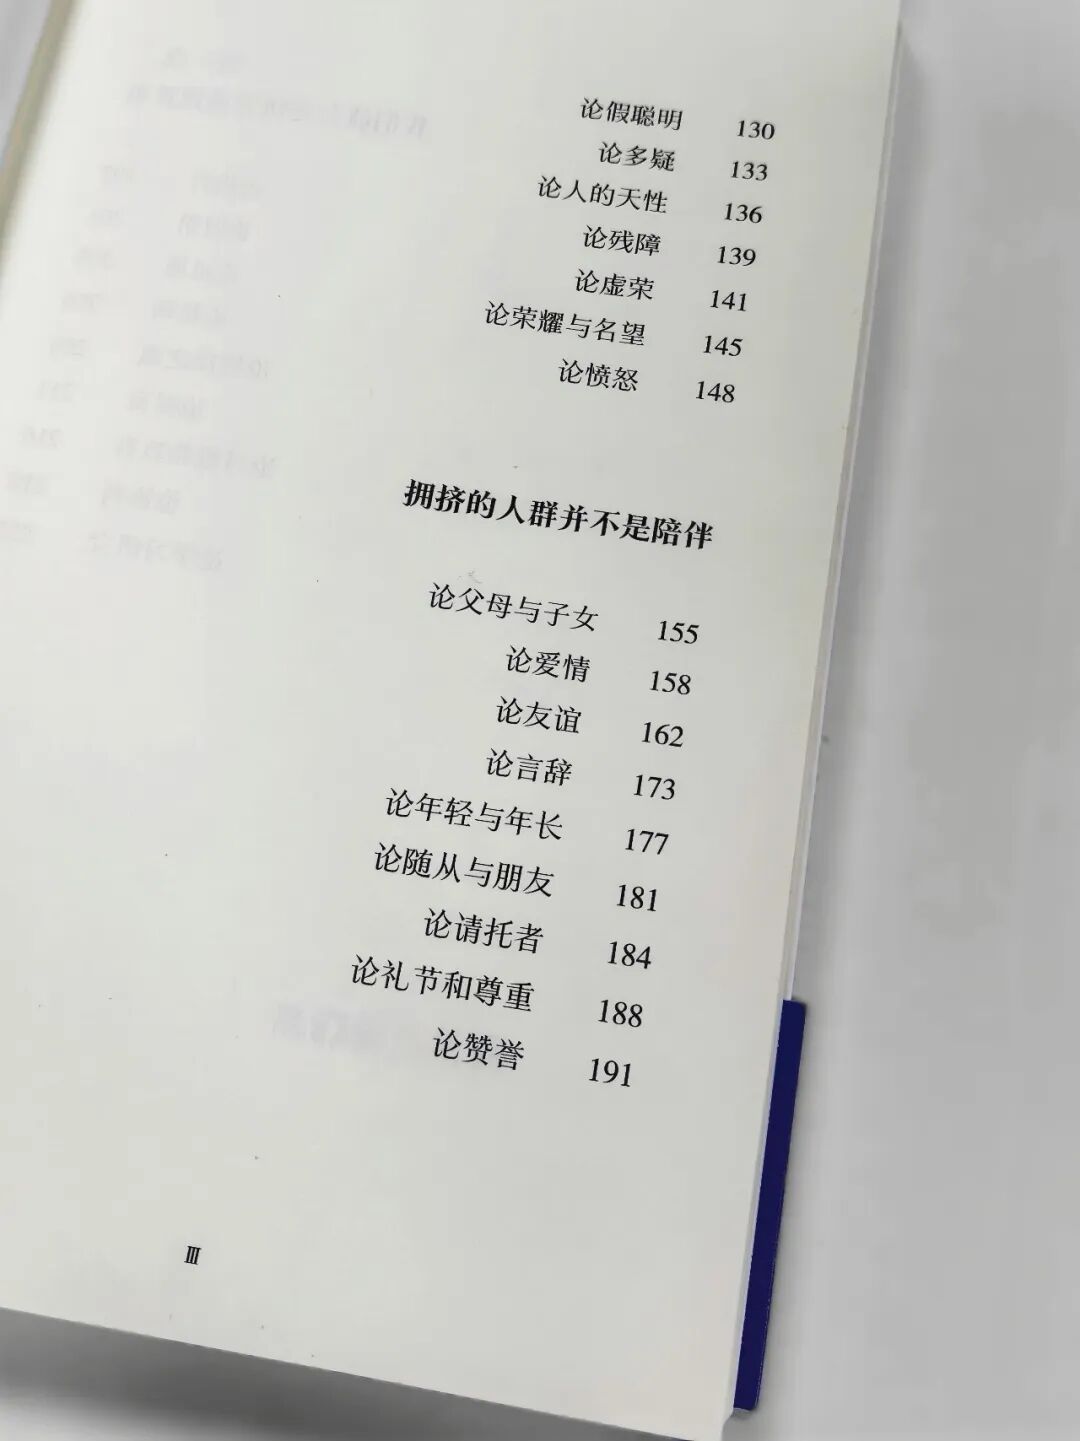 论假聪明 130
论多疑 133
论人的天性 136
论残障 139
论虚荣 141
论荣耀与名望 145
论愤怒 148
拥挤的人群并不是陪伴
论父母与子女 155
论爱情 158
论友谊 162
论言辞 173
论年轻与年长 177
论随从与朋友 181
论请托者 184
论礼节和尊重 188
论赞誉 191
III